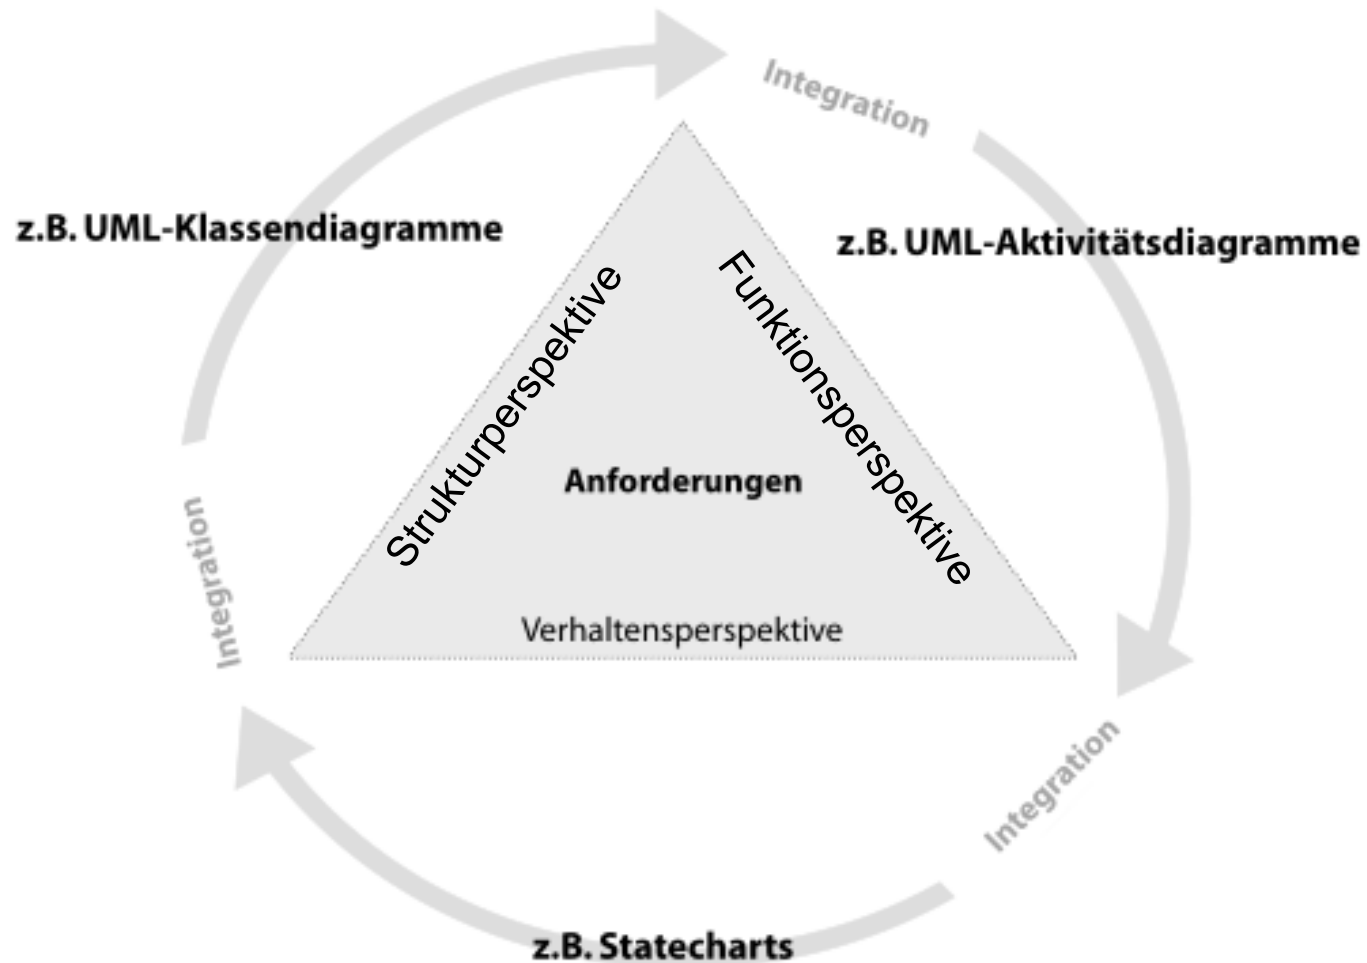 Integration
z.B. UML-Klassendiagramme
z.B. UML-Aktivitätsdiagramme
Strukturperspektive
Funktionsperspektive
Anforderungen
Integration
Verhaltensperspektive
Integration
z.B. Statecharts